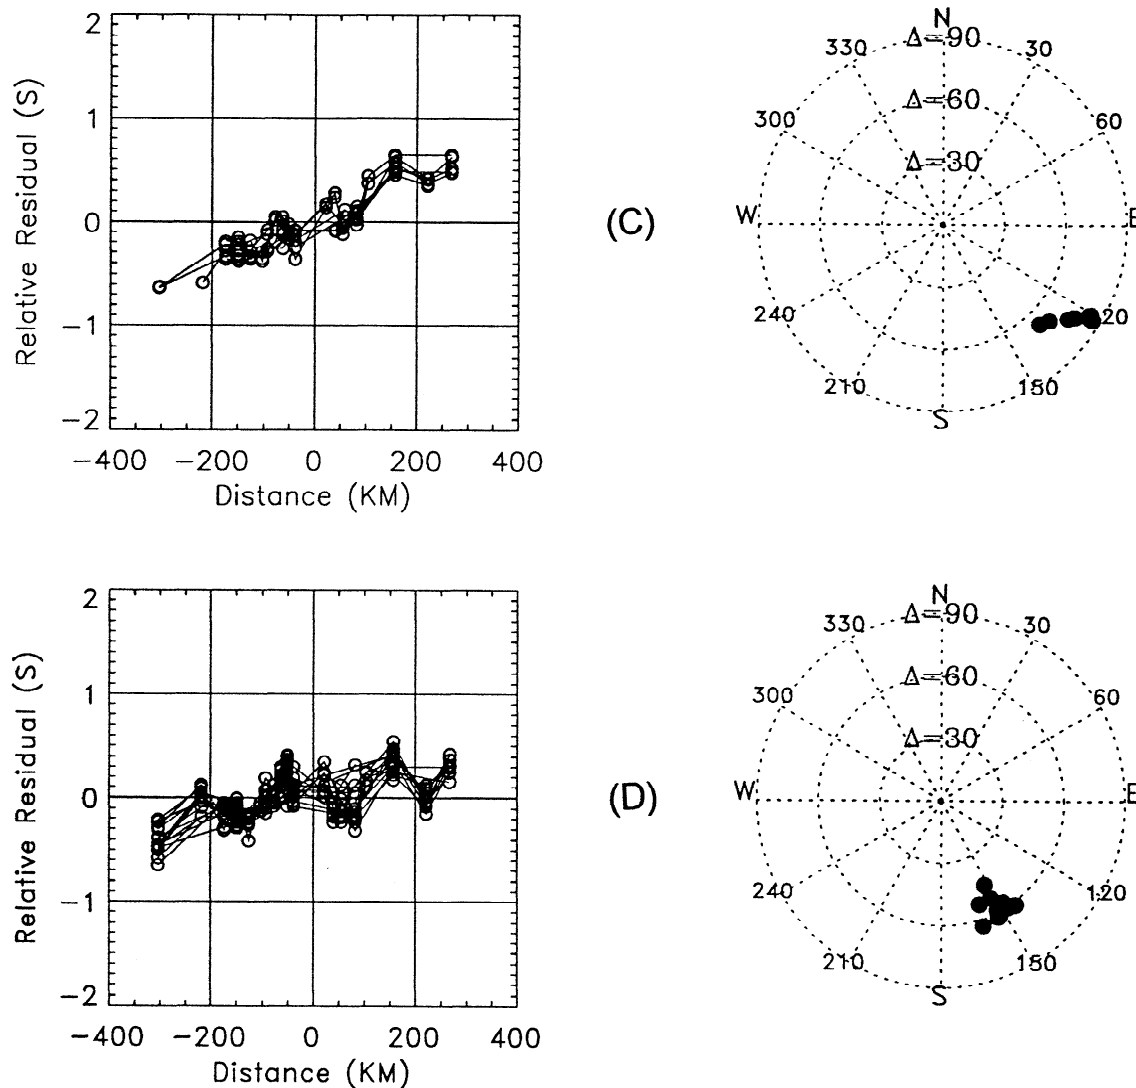 2
1
0
−1
−2
Relative Residual (S)
−400 −200 0 200 400
Distance (KM)
(C)
N
Δ=90
Δ=60
Δ=30
330
30
300
60
W
E
240
20
210
150
S
2
1
0
−1
−2
Relative Residual (S)
−400 −200 0 200 400
Distance (KM)
(D)
N
Δ=90
Δ=60
Δ=30
330
30
300
60
W
E
240
120
210
150
S